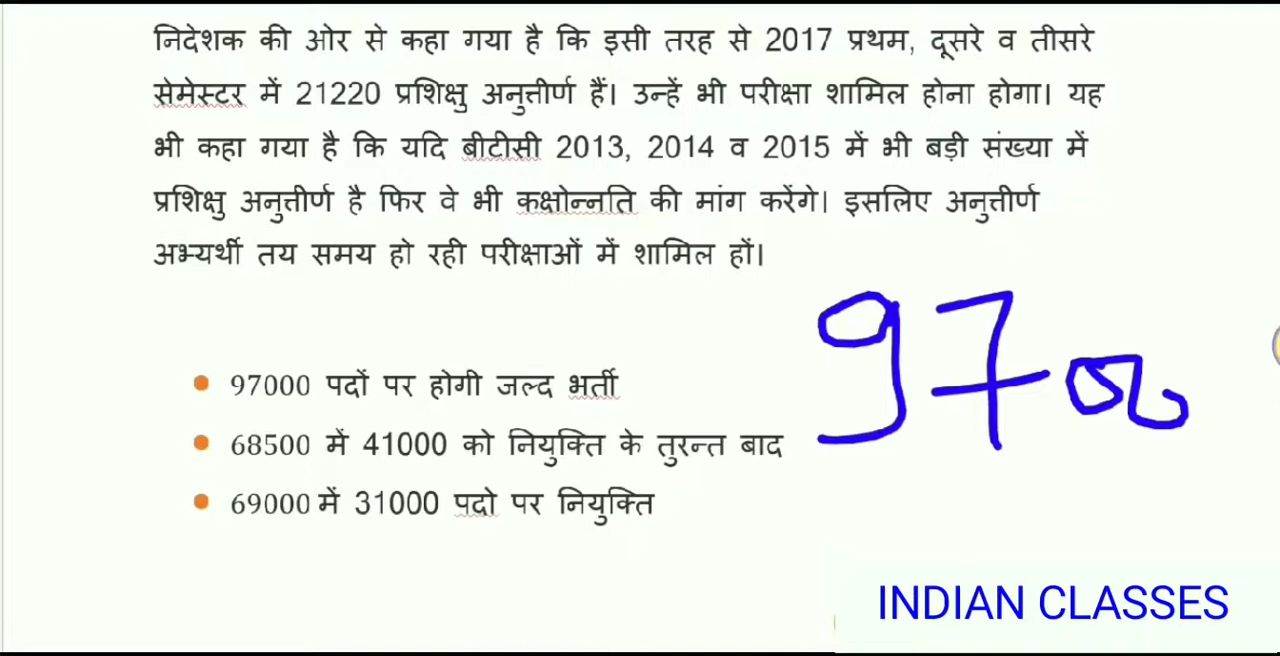 निदेशक की ओर से कहा गया है कि इसी तरह से 2017 प्रथम, दूसरे व तीसरे
सेमेस्टर में 21220 प्रशिक्षु अनुत्तीर्ण हैं। उन्हें भी परीक्षा शामिल होना होगा। यह
भी कहा गया है कि यदि बीटीसी 2013, 2014 व 2015 में भी बड़ी संख्या में
प्रशिक्षु अनुत्तीर्ण है फिर वे भी कक्षोन्नति की मांग करेंगे। इसलिए अनुत्तीर्ण
अभ्यर्थी तय समय हो रही परीक्षाओं में शामिल हों।
97000 पदों पर होगी जल्द भर्ती
68500 में 41000 को नियुक्ति के तुरन्त बाद
69000 में 31000 पदो पर नियुक्ति
INDIAN CLASSES